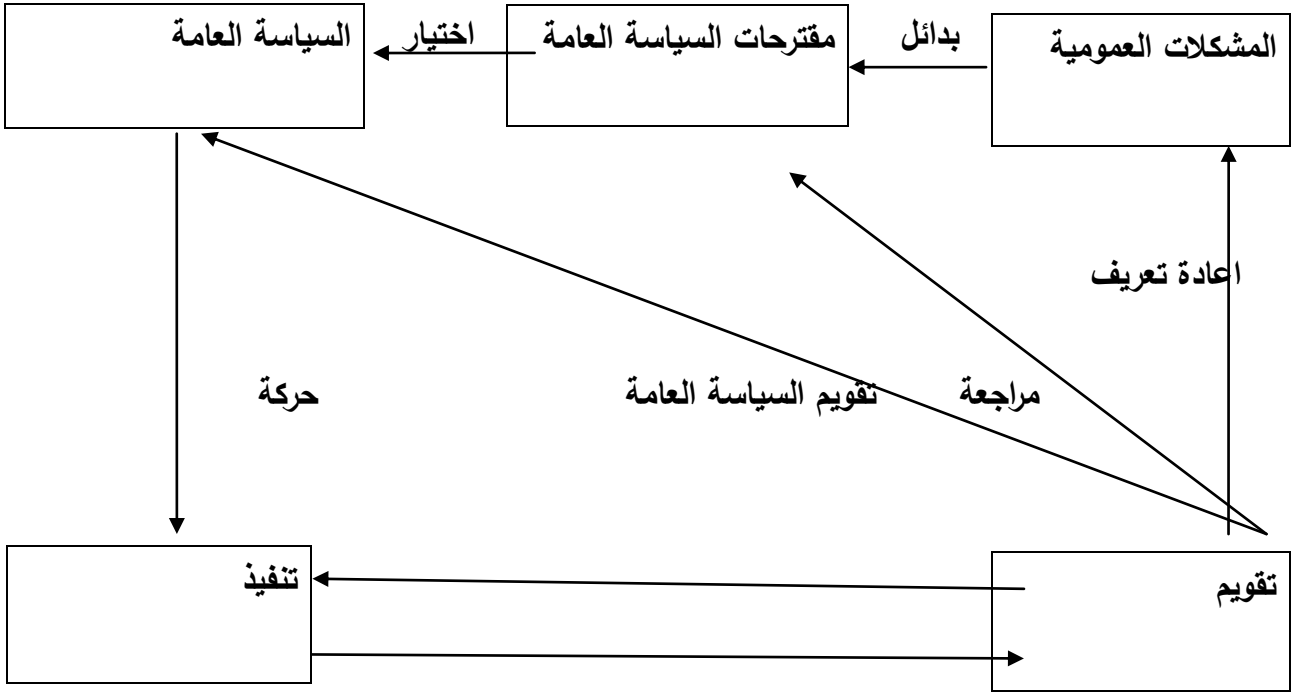 المشكلات العمومية
بدائل
مقترحات السياسة العامة
اختيار
السياسة العامة
اعادة تعريف
مراجعة
تقويم السياسة العامة
حركة
تقويم
تنفيذ